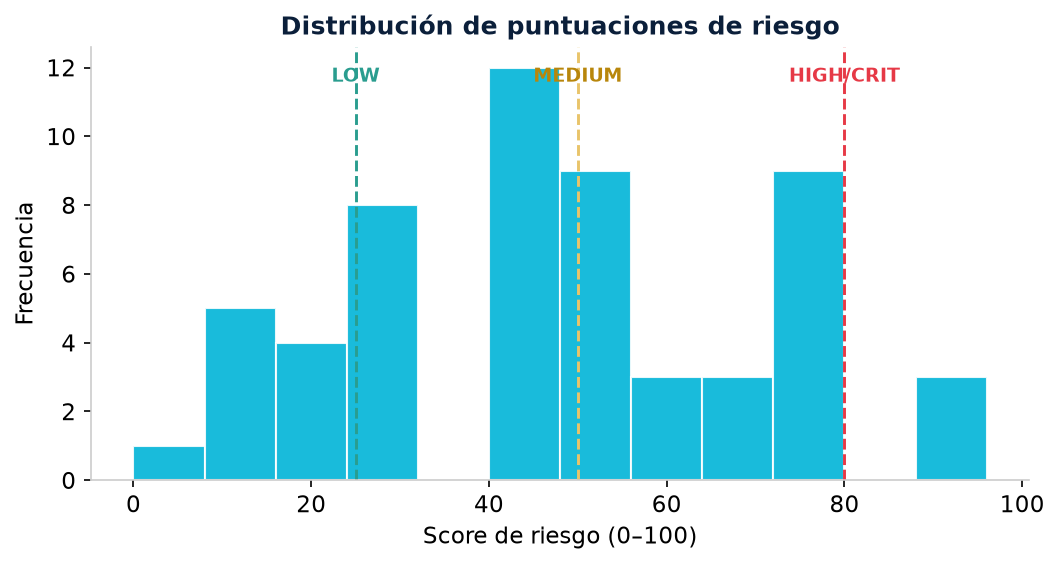 Distribución de puntuaciones de riesgo
LOW MEDIUM HIGH/CRIT
12
10
8
6
4
2
0
Frecuencia
0 20 40 60 80 100
Score de riesgo (0–100)